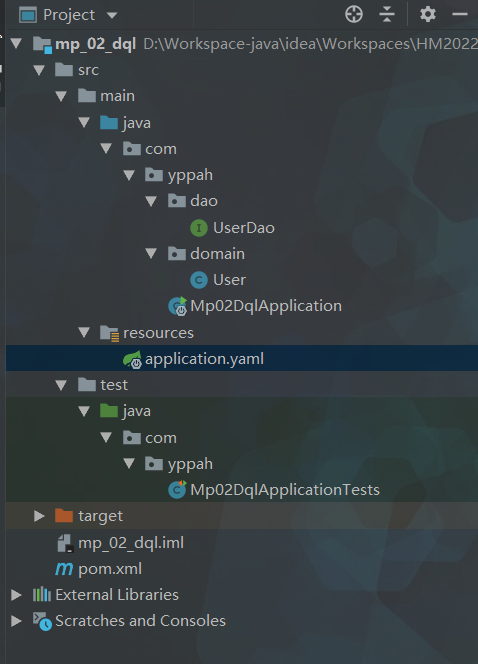 Project
mp_02_dql D:\Workspace-java\idea\Workspaces\HM2022
src
main
java
com
yppah
dao
UserDao
domain
User
Mp02DqlApplication
resources
application.yaml
test
java
com
yppah
Mp02DqlApplicationTests
target
mp_02_dql.iml
pom.xml
External Libraries
Scratches and Consoles